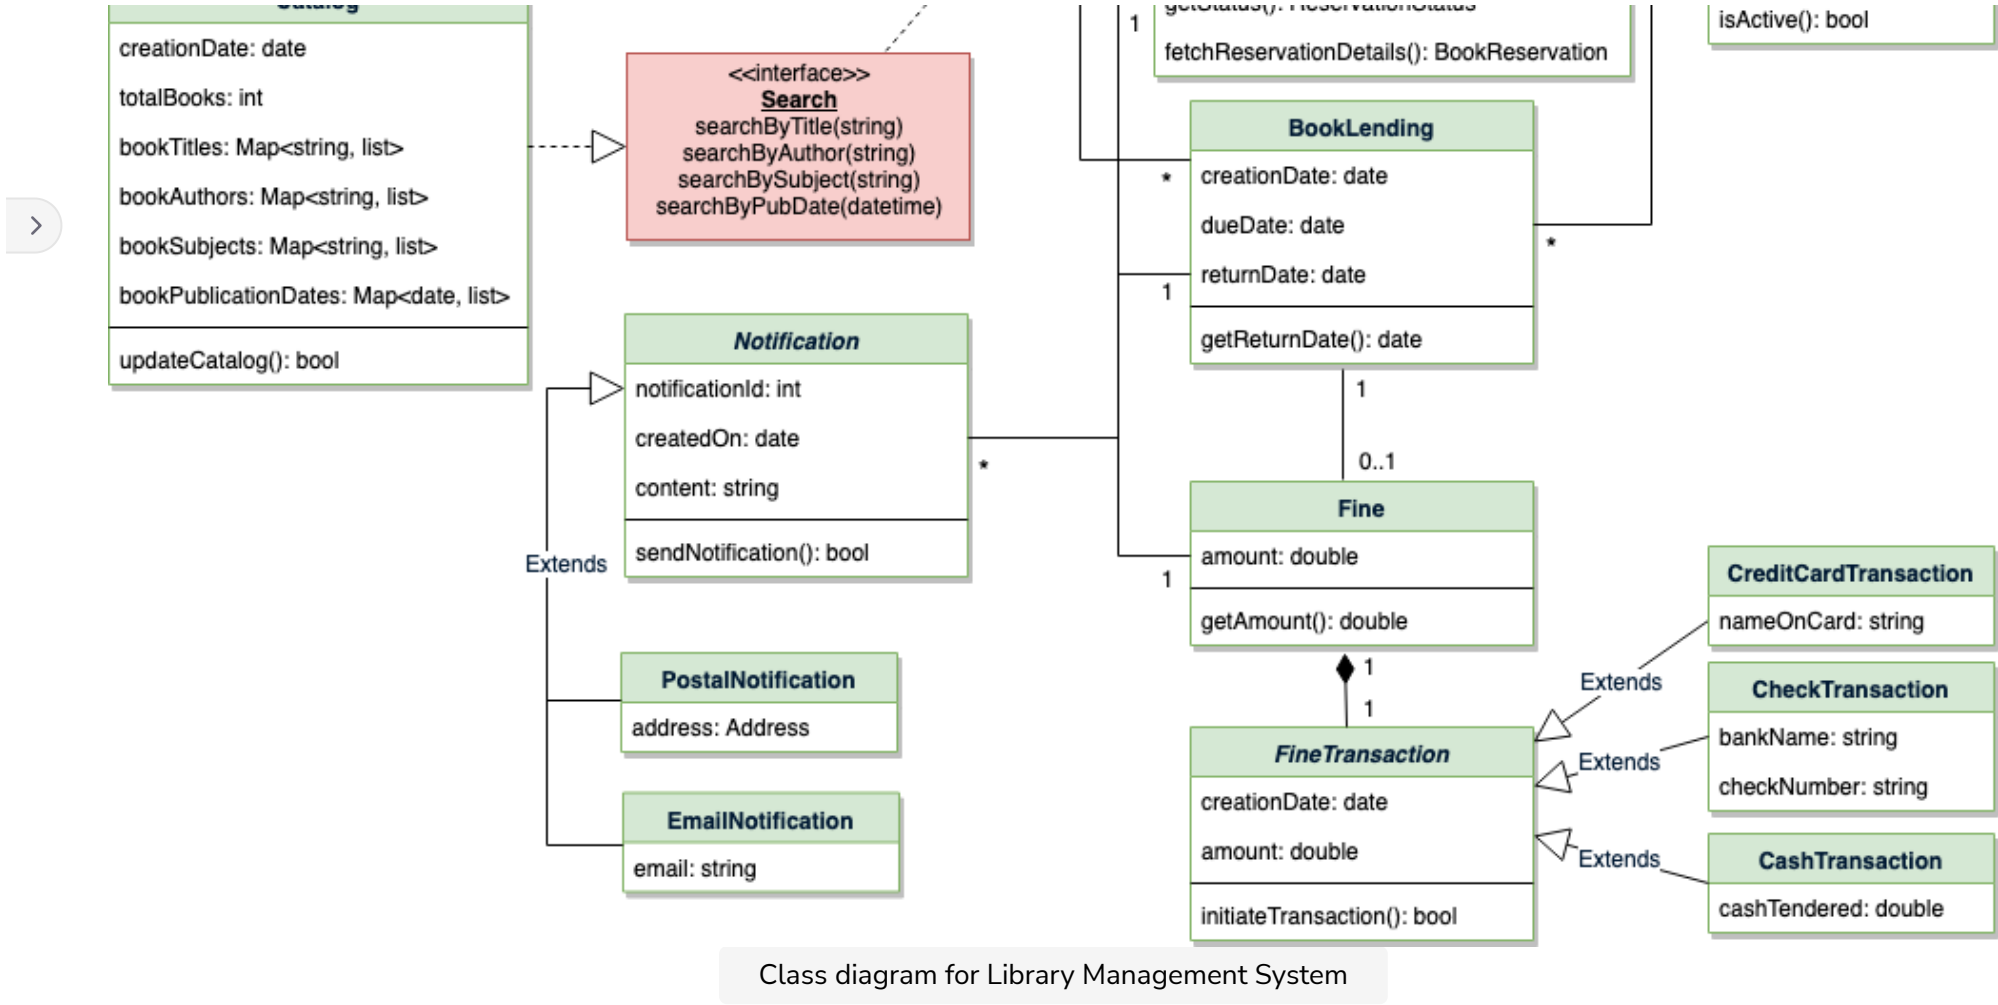 Catalog
creationDate: date
totalBooks: int
bookTitles: Map<string, list>
bookAuthors: Map<string, list>
bookSubjects: Map<string, list>
bookPublicationDates: Map<date, list>
updateCatalog(): bool
<<interface>>
Search
searchByTitle(string)
searchByAuthor(string)
searchBySubject(string)
searchByPubDate(datetime)
Notification
notificationId: int
createdOn: date
content: string
sendNotification(): bool
*
Extends
PostalNotification
address: Address
EmailNotification
email: string
1
getStatus(): ReservationStatus
fetchReservationDetails(): BookReservation
isActive(): bool
BookLending
creationDate: date
dueDate: date
returnDate: date
getReturnDate(): date
*
*
1
1
0..1
Fine
amount: double
getAmount(): double
1
1
1
FineTransaction
creationDate: date
amount: double
initiateTransaction(): bool
Extends
Extends
Extends
CreditCardTransaction
nameOnCard: string
CheckTransaction
bankName: string
checkNumber: string
CashTransaction
cashTendered: double
Class diagram for Library Management System